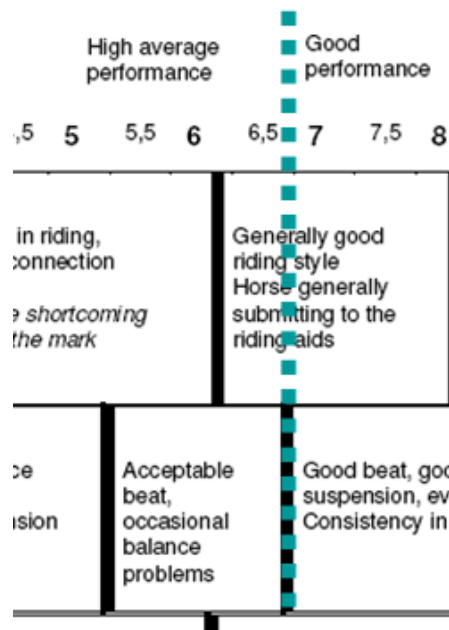 High average
performance
Good
performance
,5 5 5,5 6 6,5 7 7,5 8
in riding,
connection
shortcoming
the mark
Generally good
riding style
Horse generally
submitting to the
riding aids
Acceptable
beat,
occasional
balance
problems
Good beat,
suspension,
Consistency in